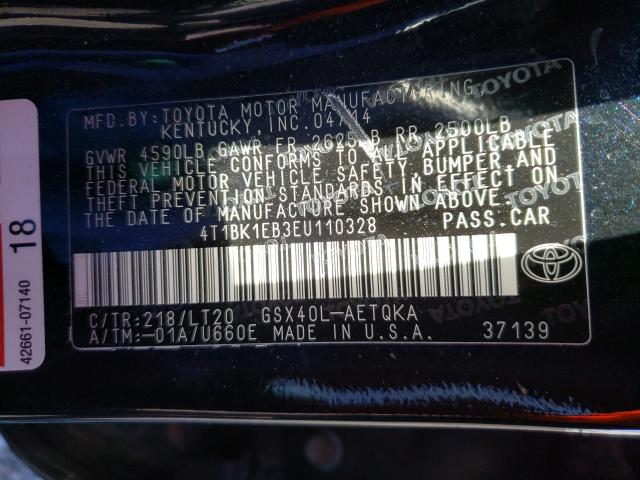 MFD.BY:TOYOTA MOTOR MANUFACTURING
KENTUCKY, INC. 04/14
GVWR 4590LB GAWR FR 2625LB RR 2500LB
THIS VEHICLE CONFORMS TO ALL APPLICABLE
FEDERAL MOTOR VEHICLE SAFETY, BUMPER AND
THEFT PREVENTION STANDARDS IN EFFECT ON
THE DATE OF MANUFACTURE SHOWN ABOVE.
4T1BK1EB3EU110328 PASS.CAR
C/TR:218/LT20 GSX40L-AETQKA
A/TM:-01A/U660E MADE IN U.S.A. 37139
TOYOTA
TOYOTA
TOYOTA
18
42661-07140